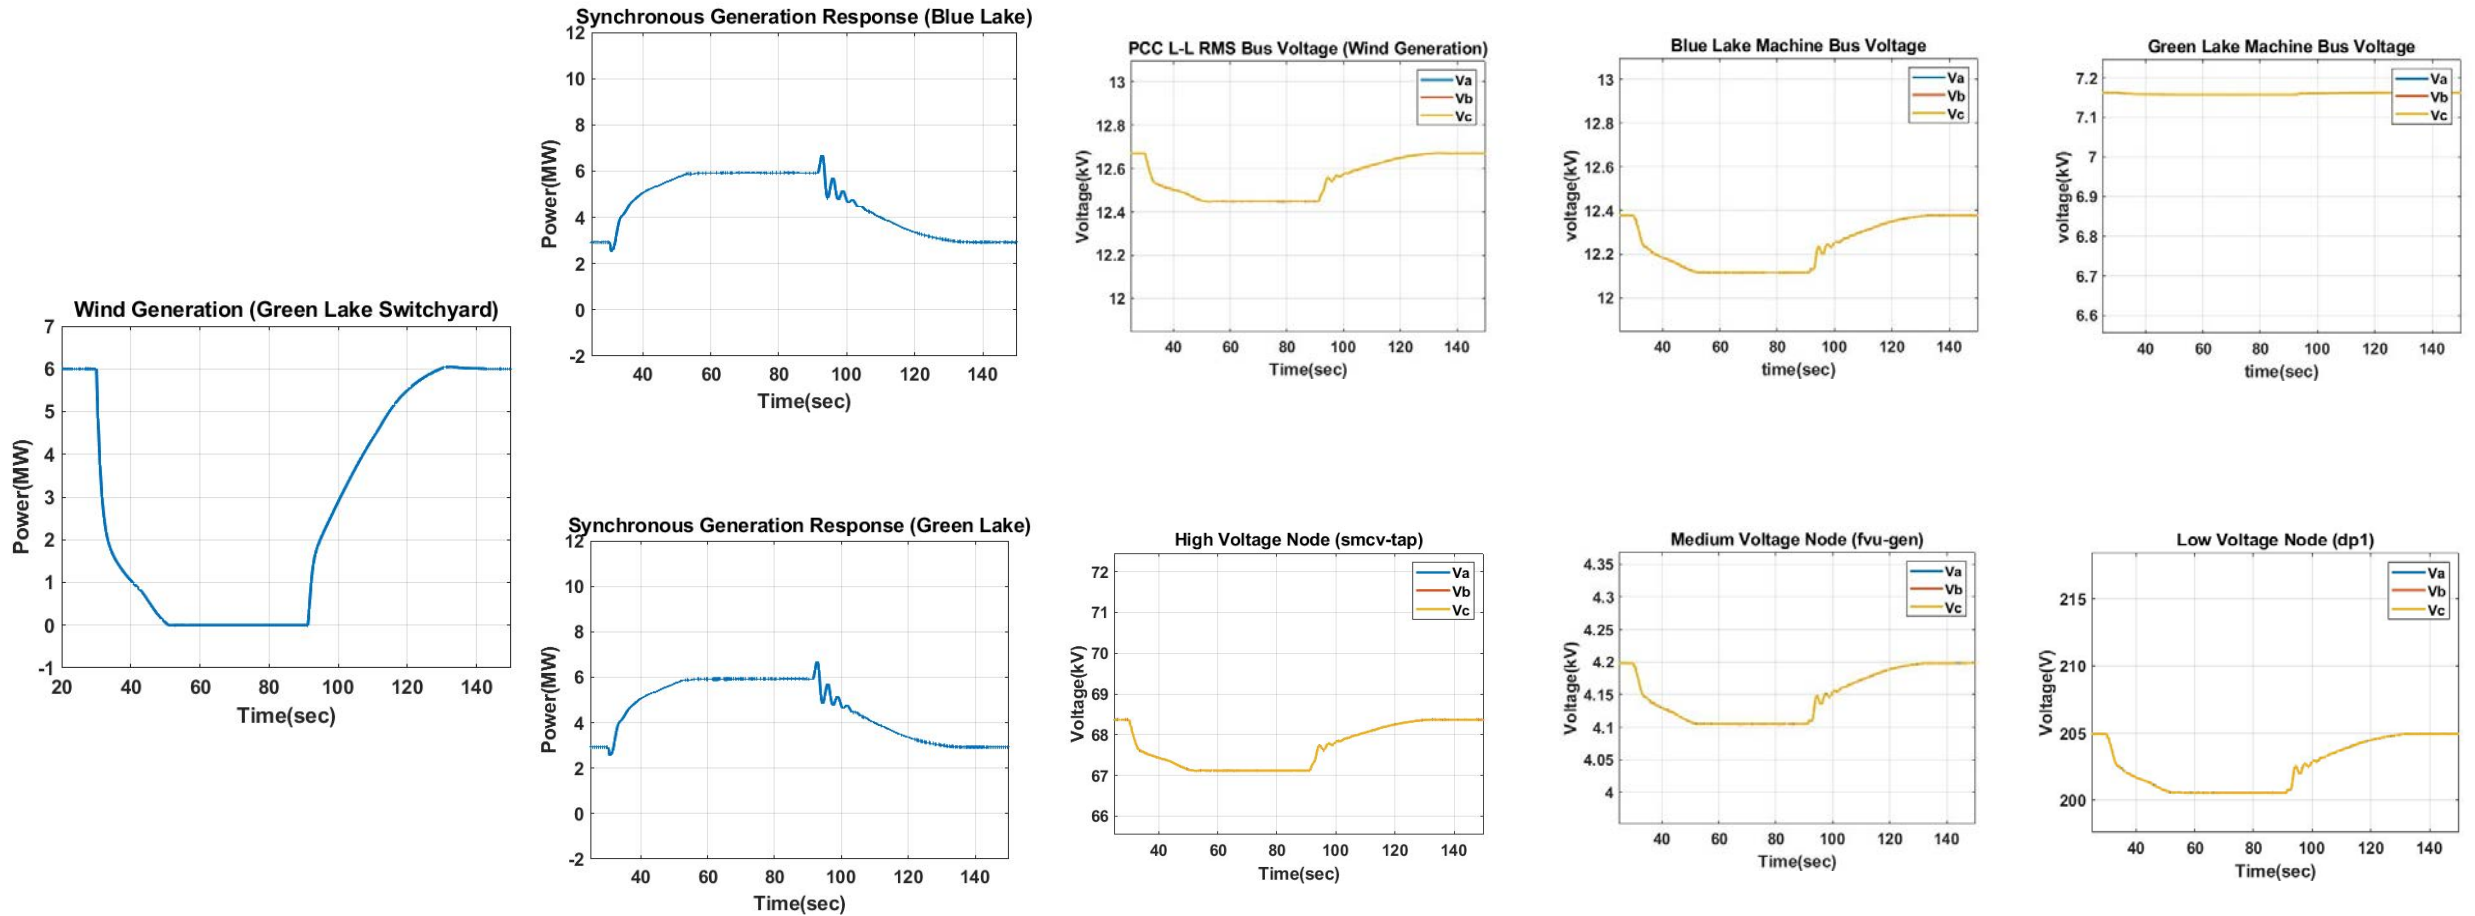 Wind Generation (Green Lake Switchyard)
Power(MW)
7
6
5
4
3
2
1
0
-1
20 40 60 80 100 120 140
Time(sec)
Synchronous Generation Response (Blue Lake)
Power(MW)
12
10
8
6
4
2
0
-2
40 60 80 100 120 140
Time(sec)
PCC L-L RMS Bus Voltage (Wind Generation)
Voltage(kV)
13
12.8
12.6
12.4
12.2
12
Va
Vb
Vc
40 60 80 100 120 140
Time(sec)
Blue Lake Machine Bus Voltage
voltage(kV)
13
12.8
12.6
12.4
12.2
12
Va
Vb
Vc
40 60 80 100 120 140
time(sec)
Green Lake Machine Bus Voltage
voltage(kV)
7.2
7.1
7
6.9
6.8
6.7
6.6
Va
Vb
Vc
40 60 80 100 120 140
time(sec)
Synchronous Generation Response (Green Lake)
Power(MW)
12
10
8
6
4
2
0
-2
40 60 80 100 120 140
Time(sec)
High Voltage Node (smcv-tap)
Voltage(kV)
72
71
70
69
68
67
66
Va
Vb
Vc
40 60 80 100 120 140
Time(sec)
Medium Voltage Node (fvu-gen)
Voltage(kV)
4.35
4.3
4.25
4.2
4.15
4.1
4.05
4
Va
Vb
Vc
40 60 80 100 120 140
Time(sec)
Low Voltage Node (dp1)
Voltage(V)
215
210
205
200
Va
Vb
Vc
40 60 80 100 120 140
Time(sec)